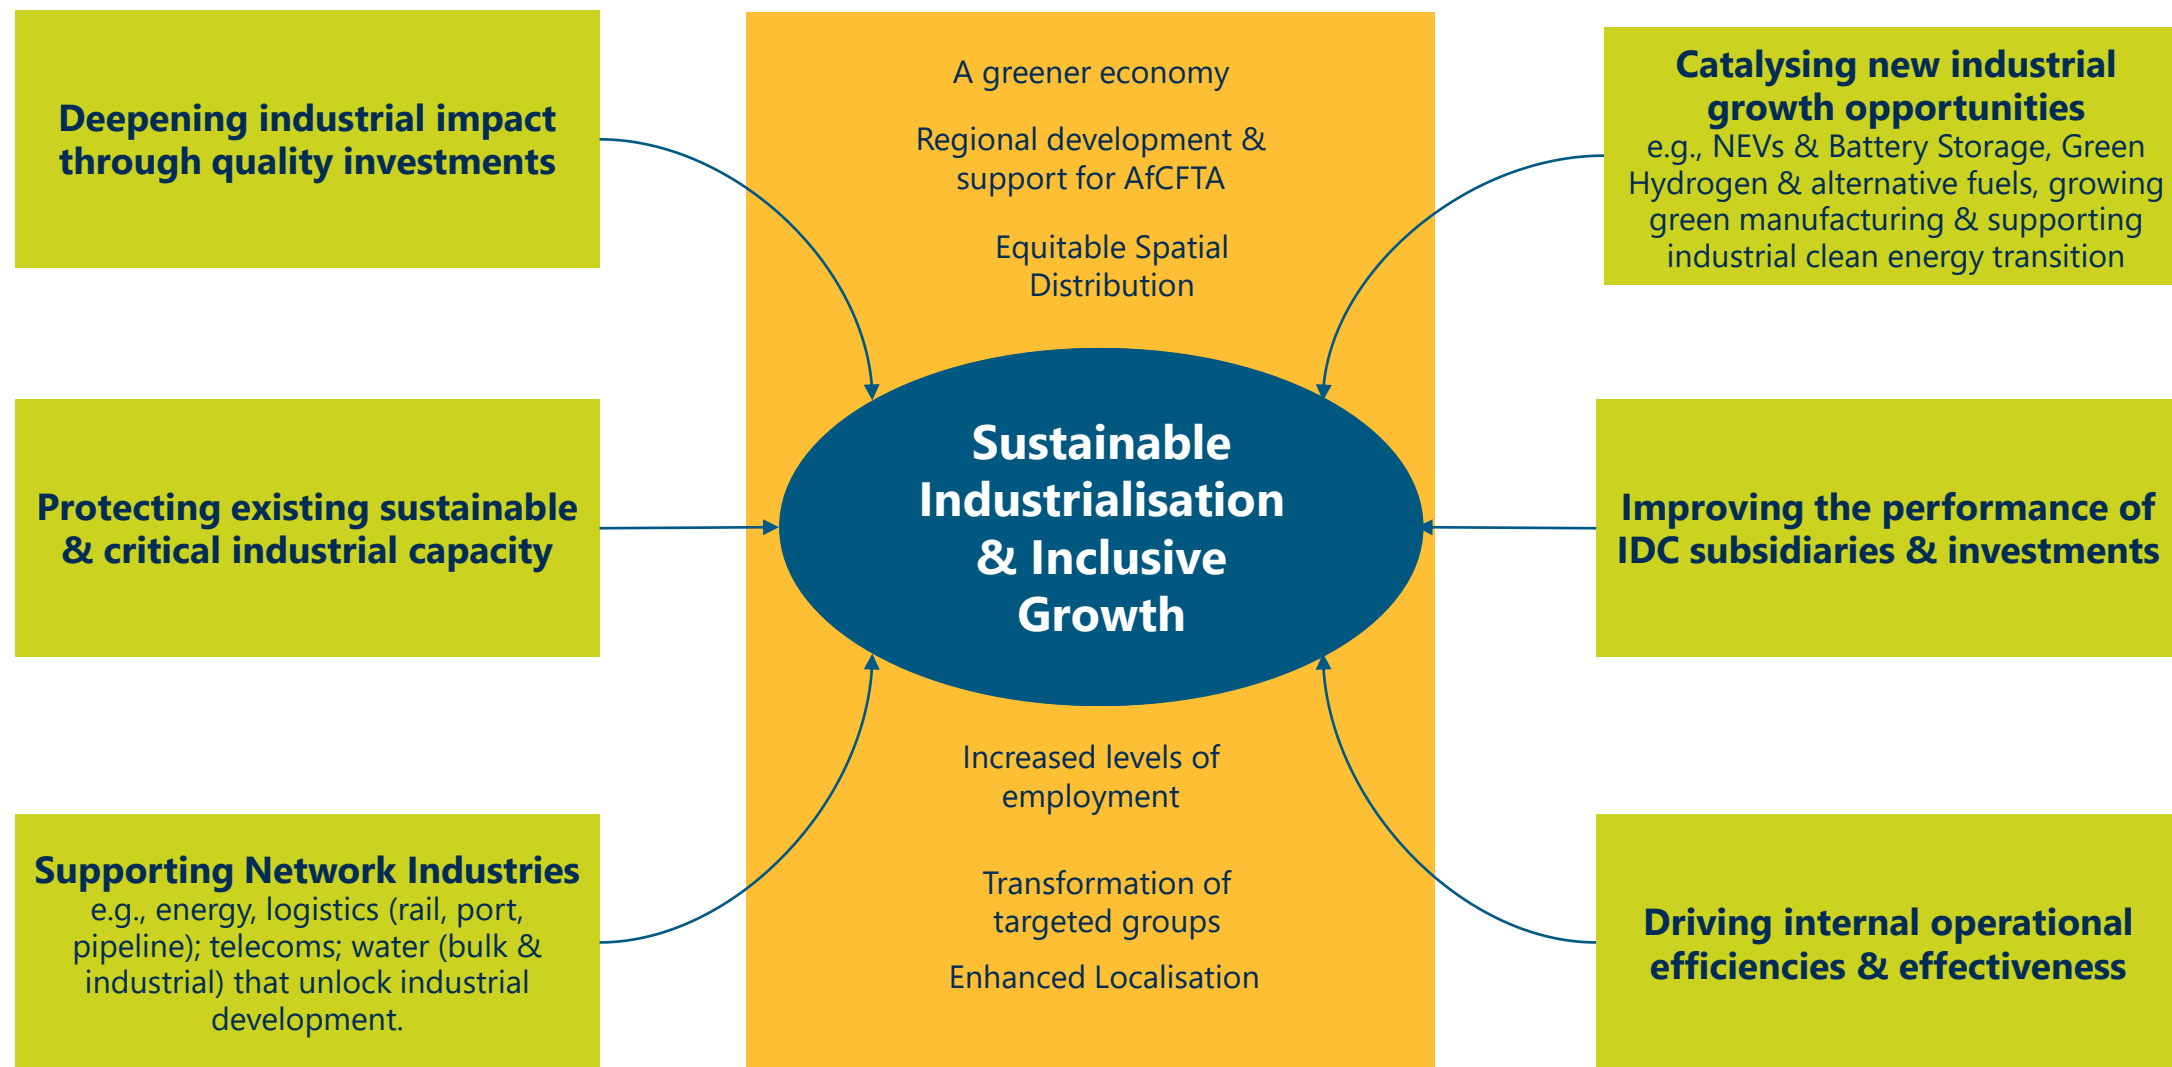 Deepening industrial impact
through quality investments
Protecting existing sustainable
& critical industrial capacity
Supporting Network Industries
e.g., energy, logistics (rail, port,
pipeline); telecoms; water (bulk &
industrial) that unlock industrial
development.
A greener economy
Regional development &
support for AfCFTA
Equitable Spatial
Distribution
Sustainable
Industrialisation
& Inclusive
Growth
Increased levels of
employment
Transformation of
targeted groups
Enhanced Localisation
Catalysing new industrial
growth opportunities
e.g., NEVs & Battery Storage, Green
Hydrogen & alternative fuels, growing
green manufacturing & supporting
industrial clean energy transition
Improving the performance of
IDC subsidiaries & investments
Driving internal operational
efficiencies & effectiveness